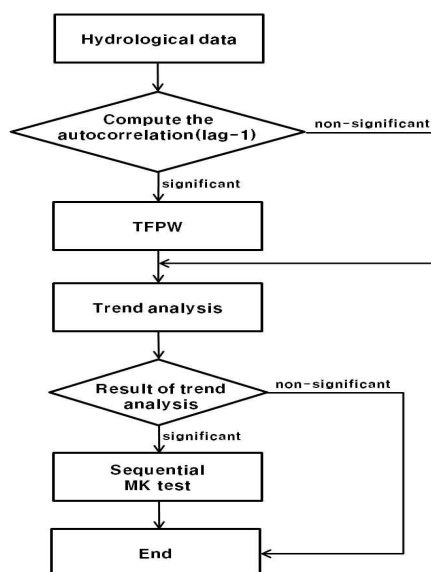 Hydrological data
Compute the
autocorrelation(lag-1)
non-significant
significant
TFPW
Trend analysis
Result of trend
analysis
non-significant
significant
Sequential
MK test
End